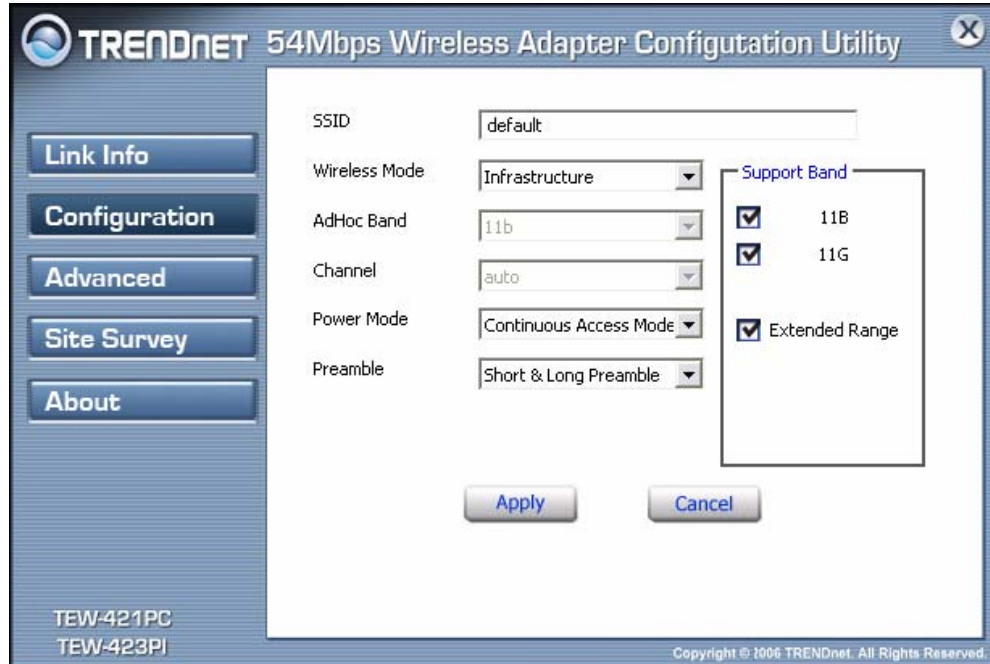 TRENDNET 54Mbps Wireless Adapter Configutation Utility
X
Link Info
Configuration
Advanced
Site Survey
About
SSID
default
Wireless Mode
Infrastructure
AdHoc Band
11b
Channel
auto
Power Mode
Continuous Access Mode
Preamble
Short & Long Preamble
Support Band
11B
11G
Extended Range
Apply
Cancel
TEW-421PC
TEW-423PI
Copyright © 2006 TRENDnet. All Rights Reserved.